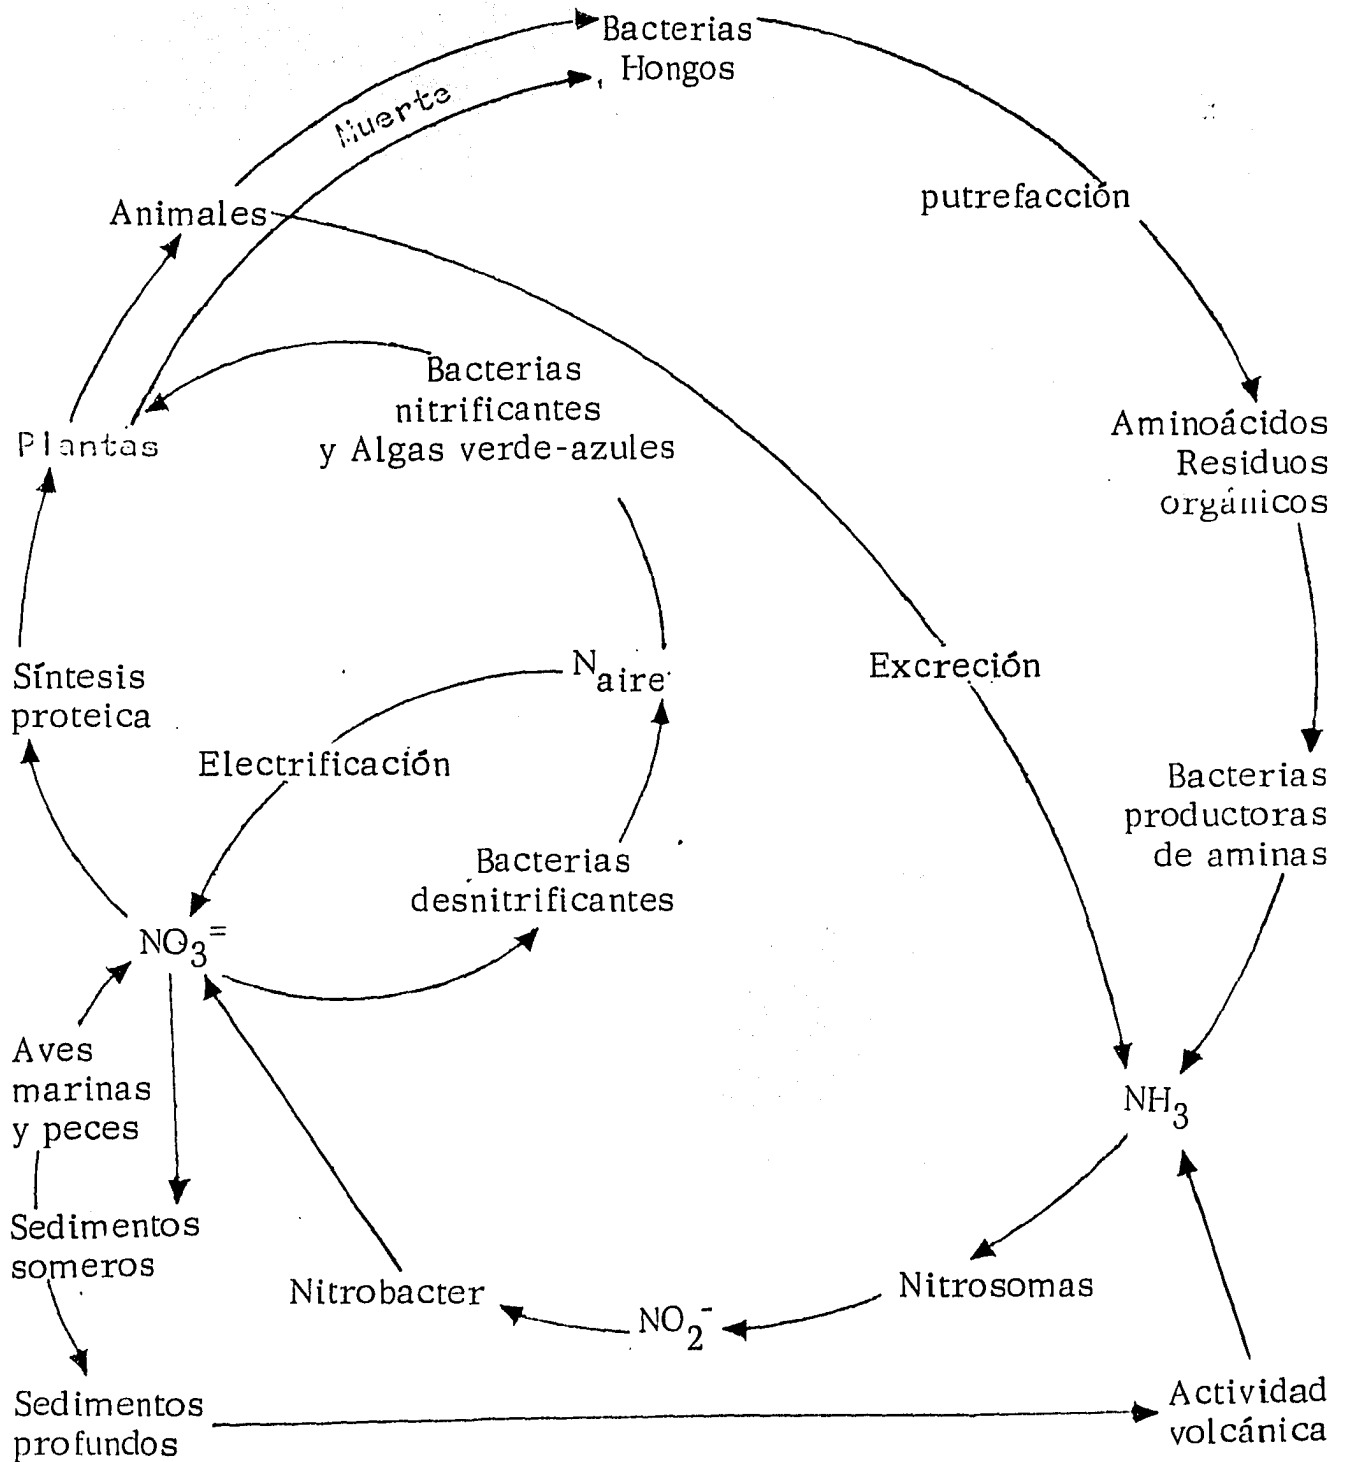 Bacterias
Hongos
Muerte
Animales
putrefacción
Bacterias
nitrificantes
y Algas verde-azules
Plantas
Aminoácidos
Residuos
orgánicos
Síntesis
proteica
N aire
Excreción
Electrificación
Bacterias
productoras
de aminas
Bacterias
desnitrificantes
NO₃⁼
Aves
marinas
y peces
NH₃
Sedimentos
someros
Nitrobacter
NO₂⁻
Nitrosomas
Sedimentos
profundos
Actividad
volcánica